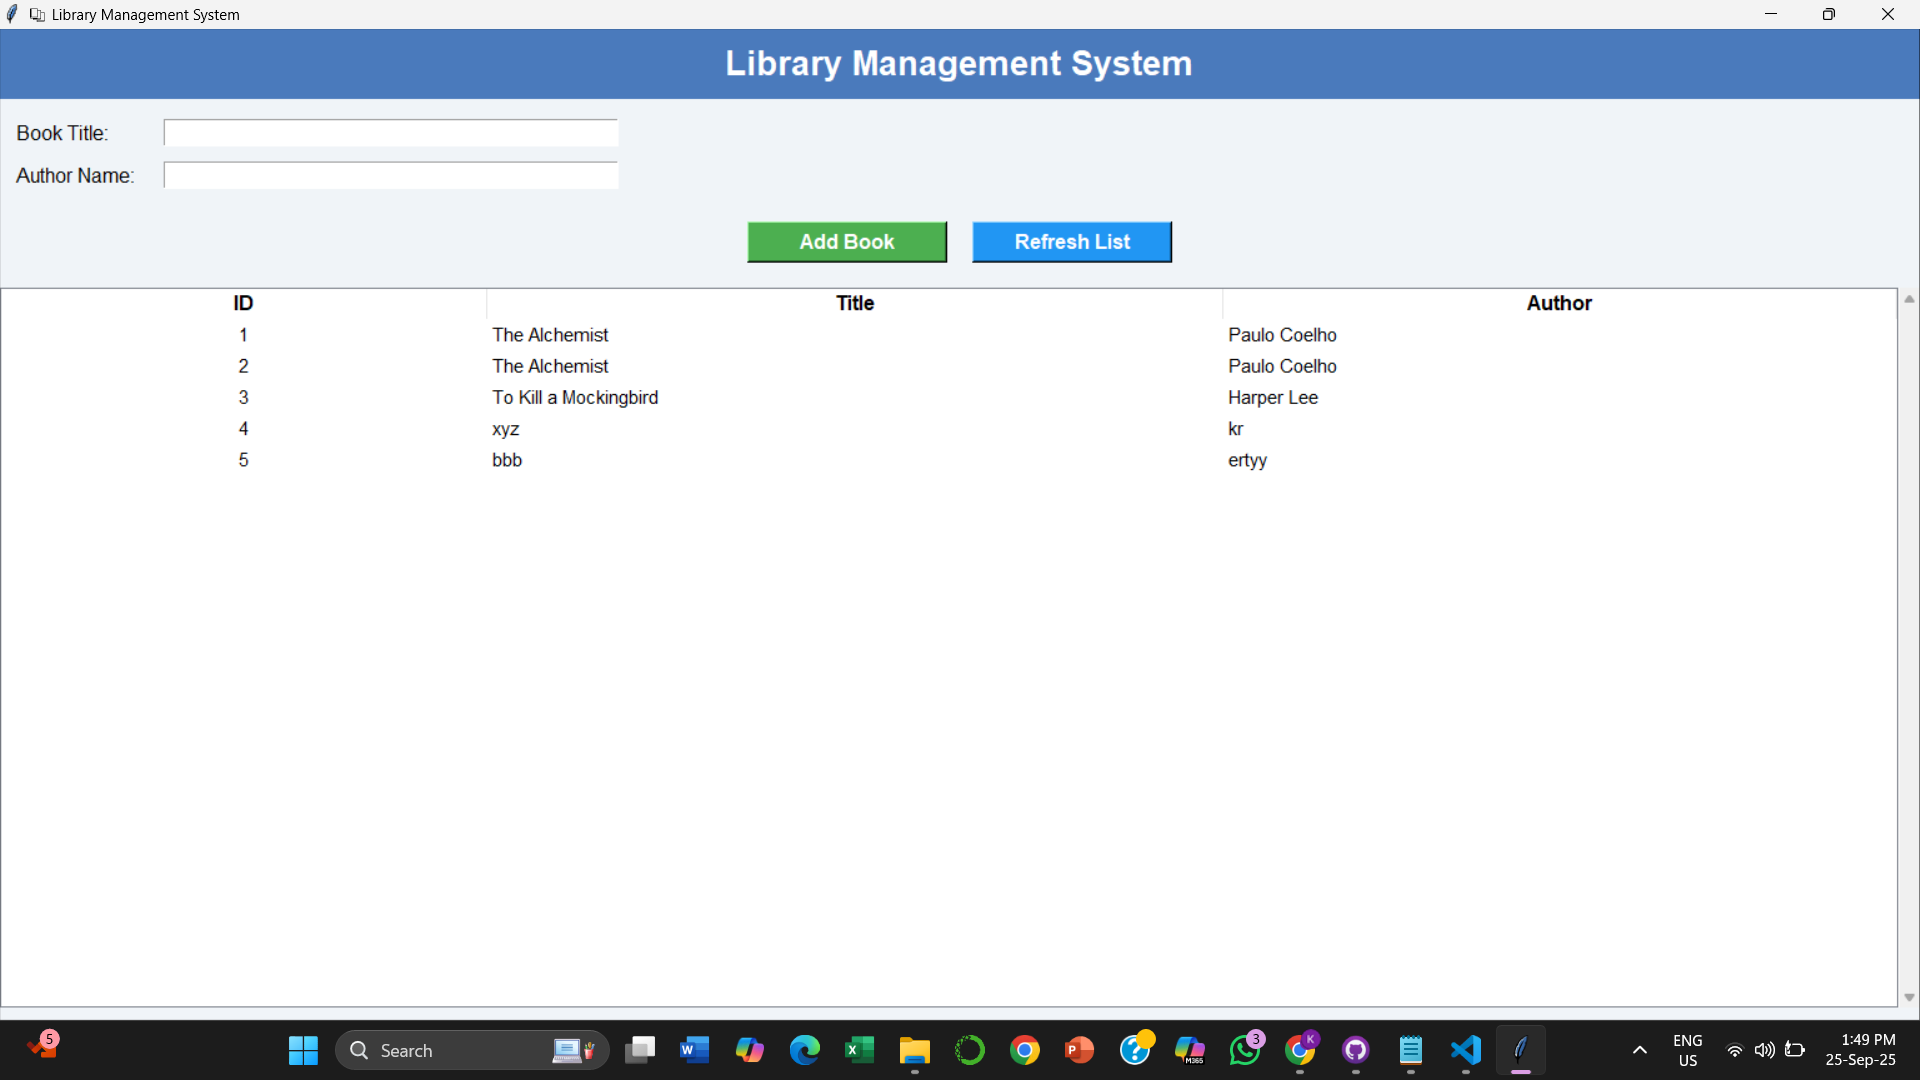 Library Management System
Library Management System
Book Title:
Author Name:
Add Book Refresh List
ID Title Author
1 The Alchemist Paulo Coelho
2 The Alchemist Paulo Coelho
3 To Kill a Mockingbird Harper Lee
4 xyz kr
5 bbb ertyy
5 Search W X P M365 3 K ENG 1:49 PM
US 25-Sep-25